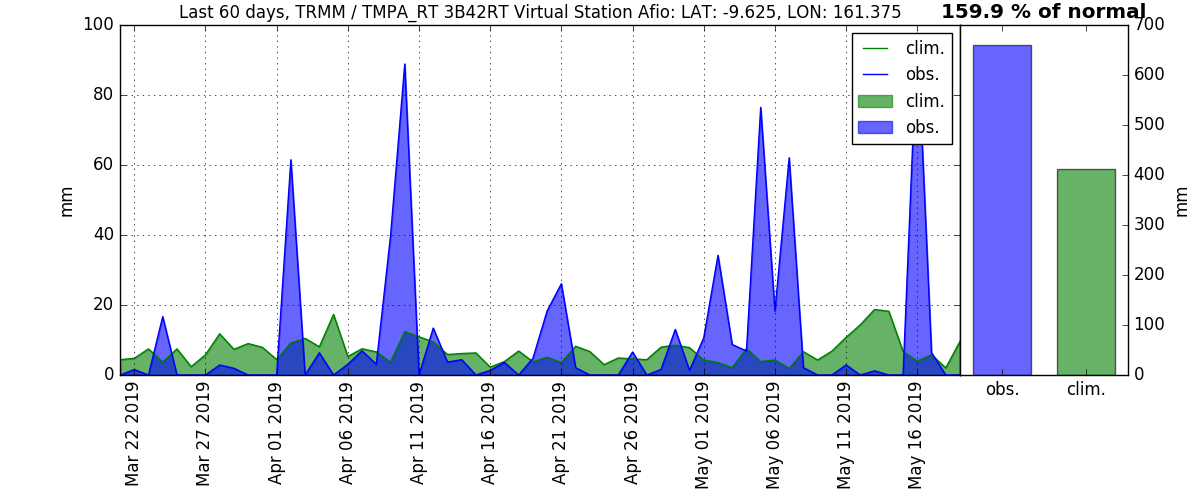 Last 60 days, TRMM / TMPA_RT 3B42RT Virtual Station Afio: LAT: -9.625, LON: 161.375
159.9 % of normal
100
80
60
40
20
0
mm
clim.
obs.
clim.
obs.
700
600
500
400
300
200
100
0
mm
Mar 22 2019
Mar 27 2019
Apr 01 2019
Apr 06 2019
Apr 11 2019
Apr 16 2019
Apr 21 2019
Apr 26 2019
May 01 2019
May 06 2019
May 11 2019
May 16 2019
obs.
clim.